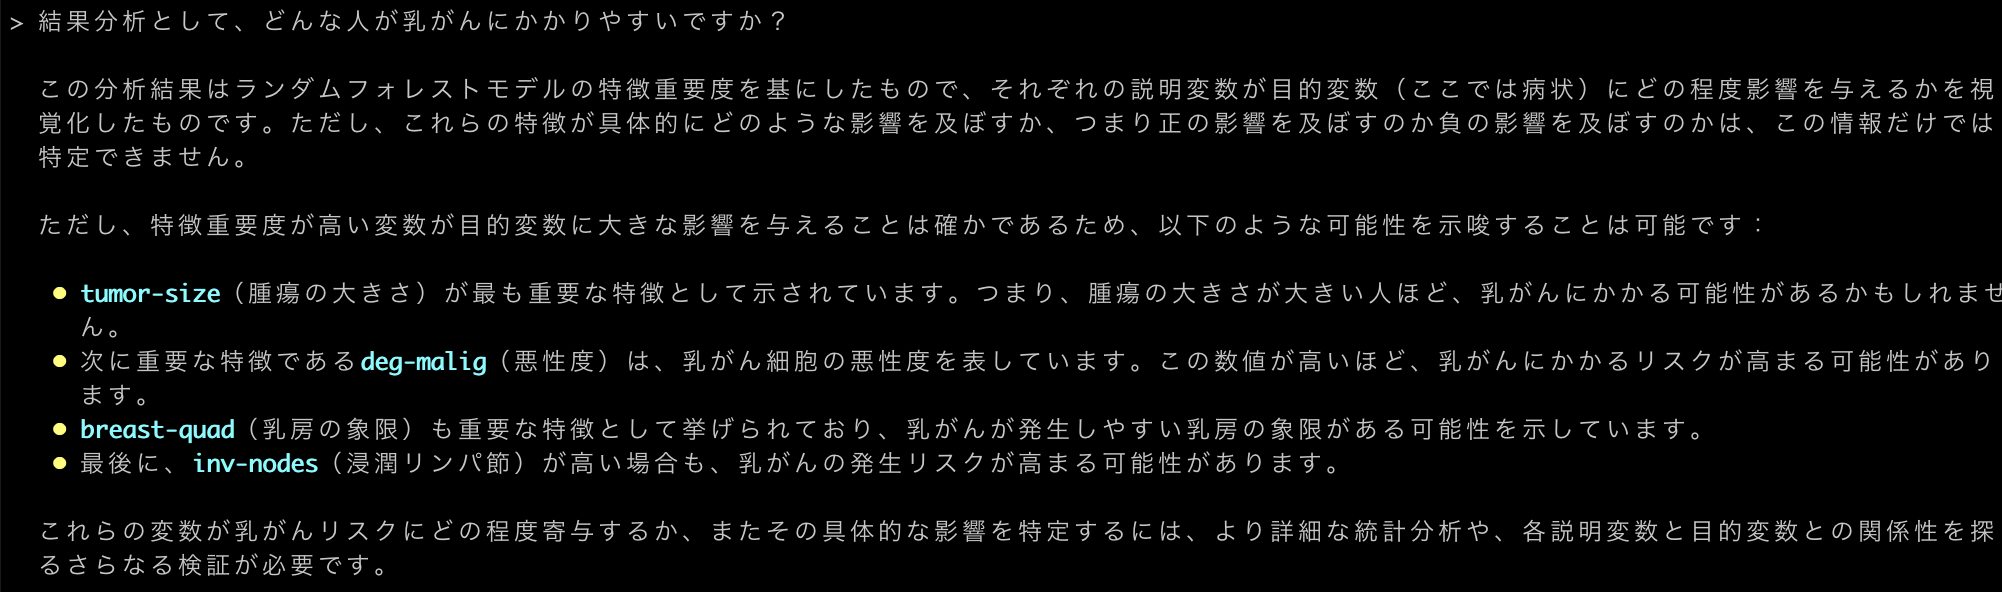 > 結果分析として、どんな人が乳がんにかかりやすいですか？
この分析結果はランダムフォレストモデルの特徴重要度を基にしたもので、それぞれの説明変数が目的変数（ここでは病状）にどの程度影響を与えるかを視
覚化したものです。ただし、これらの特徴が具体的にどのような影響を及ぼすか、つまり正の影響を及ぼすのか負の影響を及ぼすのかは、この情報だけでは
特定できません。
ただし、特徴重要度が高い変数が目的変数に大きな影響を与えることは確かであるため、以下のような可能性を示唆することは可能です：
● tumor-size（腫瘍の大きさ）が最も重要な特徴として示されています。つまり、腫瘍の大きさが大きい人ほど、乳がんにかかる可能性があるかもしれませ
ん。
● 次に重要な特徴であるdeg-malig（悪性度）は、乳がん細胞の悪性度を表しています。この数値が高いほど、乳がんにかかるリスクが高まる可能性があり
ます。
● breast-quad（乳房の象限）も重要な特徴として挙げられており、乳がんが発生しやすい乳房の象限がある可能性を示しています。
● 最後に、inv-nodes（浸潤リンパ節）が高い場合も、乳がんの発生リスクが高まる可能性があります。
これらの変数が乳がんリスクにどの程度寄与するか、またその具体的な影響を特定するには、より詳細な統計分析や、各説明変数と目的変数との関係性を探
るさらなる検証が必要です。